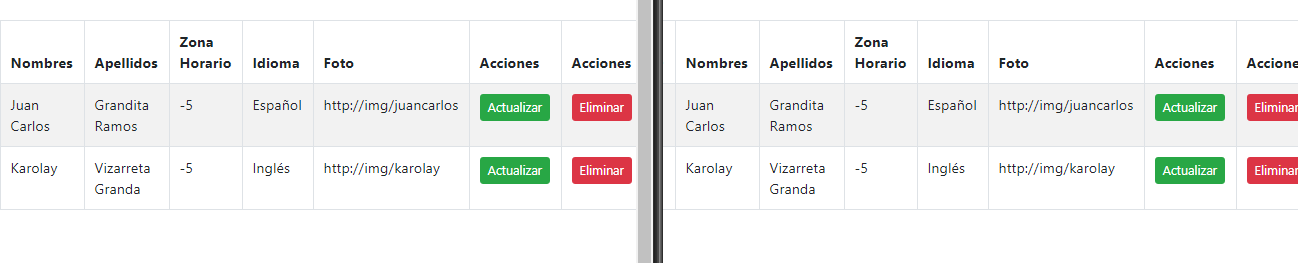 Nombres Apellidos Zona Horario Idioma Foto Acciones Acciones
Juan Carlos Grandita Ramos -5 Español http://img/juancarlos Actualizar Eliminar
Karolay Vizarreta Granda -5 Inglés http://img/karolay Actualizar Eliminar
Nombres Apellidos Zona Horario Idioma Foto Acciones Accione
Juan Carlos Grandita Ramos -5 Español http://img/juancarlos Actualizar Eliminar
Karolay Vizarreta Granda -5 Inglés http://img/karolay Actualizar Eliminar